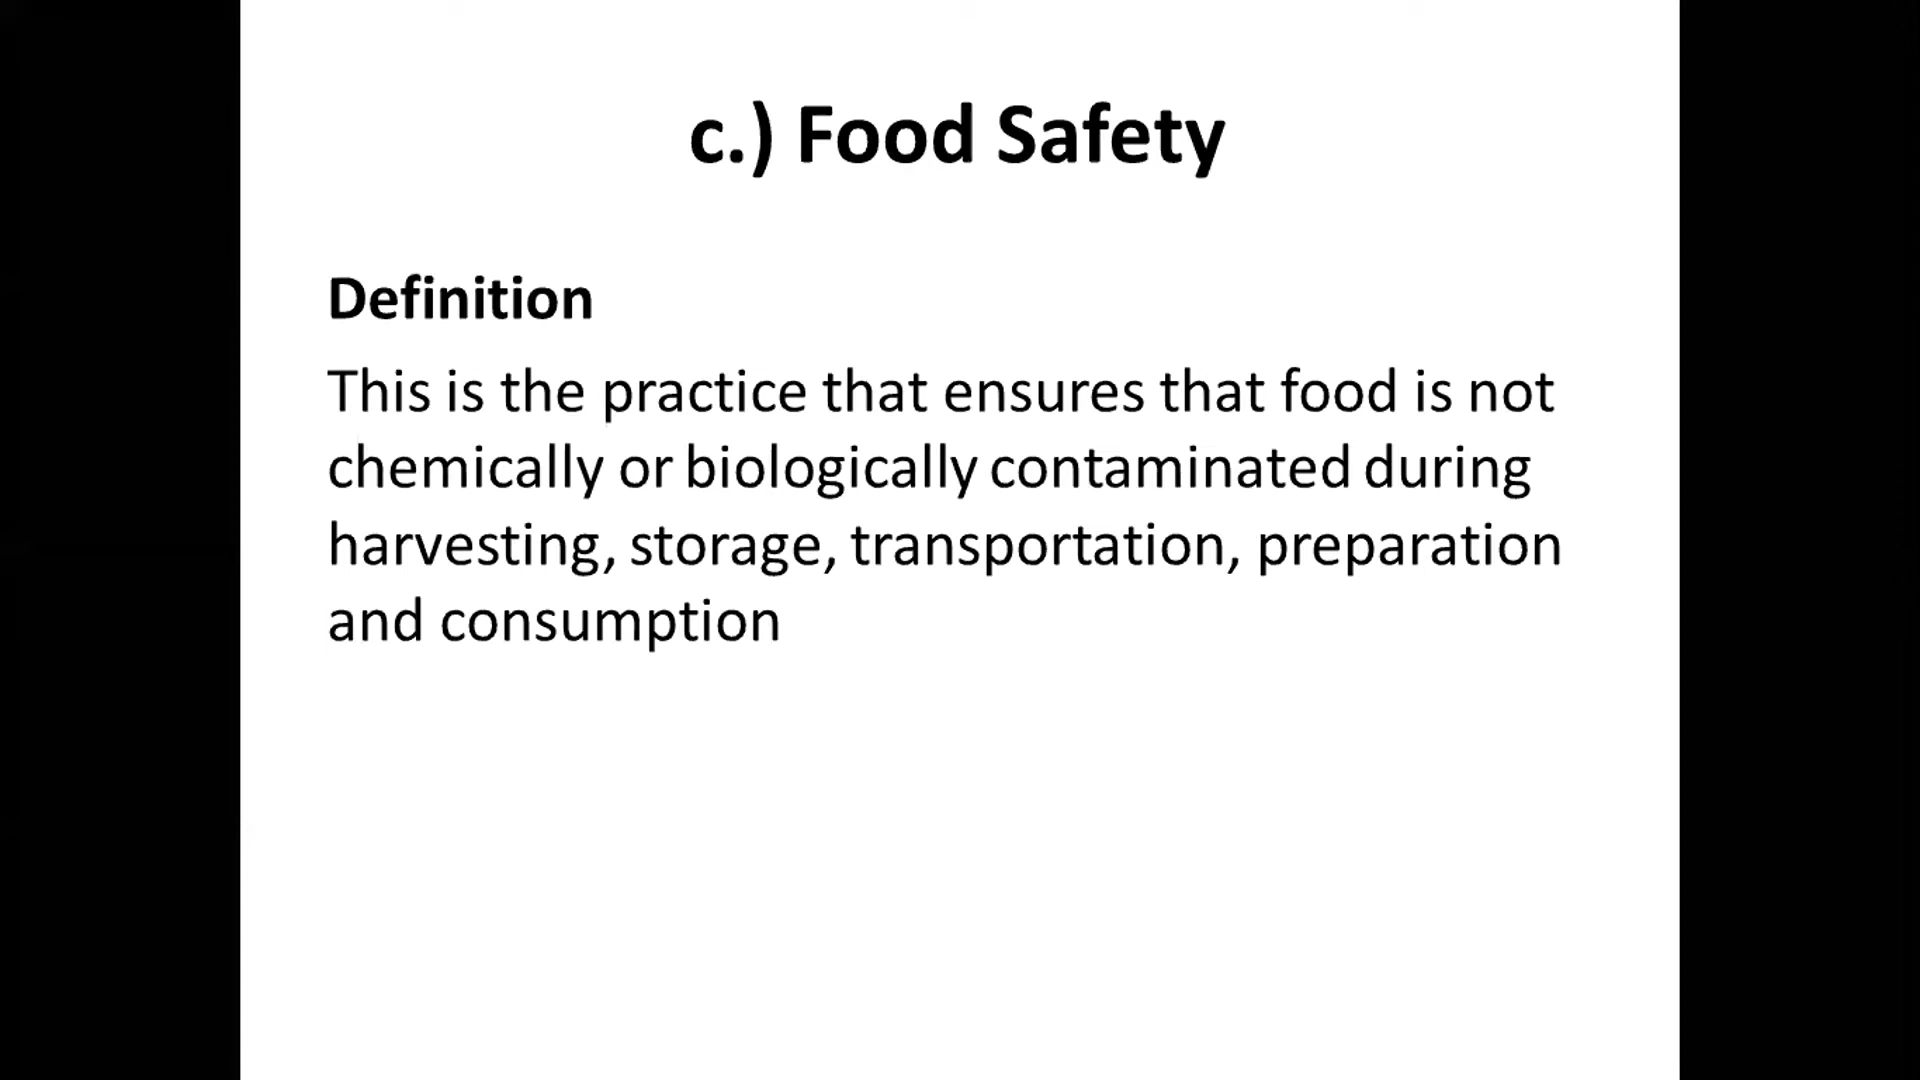 c.) Food Safety
Definition
This is the practice that ensures that food is not
chemically or biologically contaminated during
harvesting, storage, transportation, preparation
and consumption